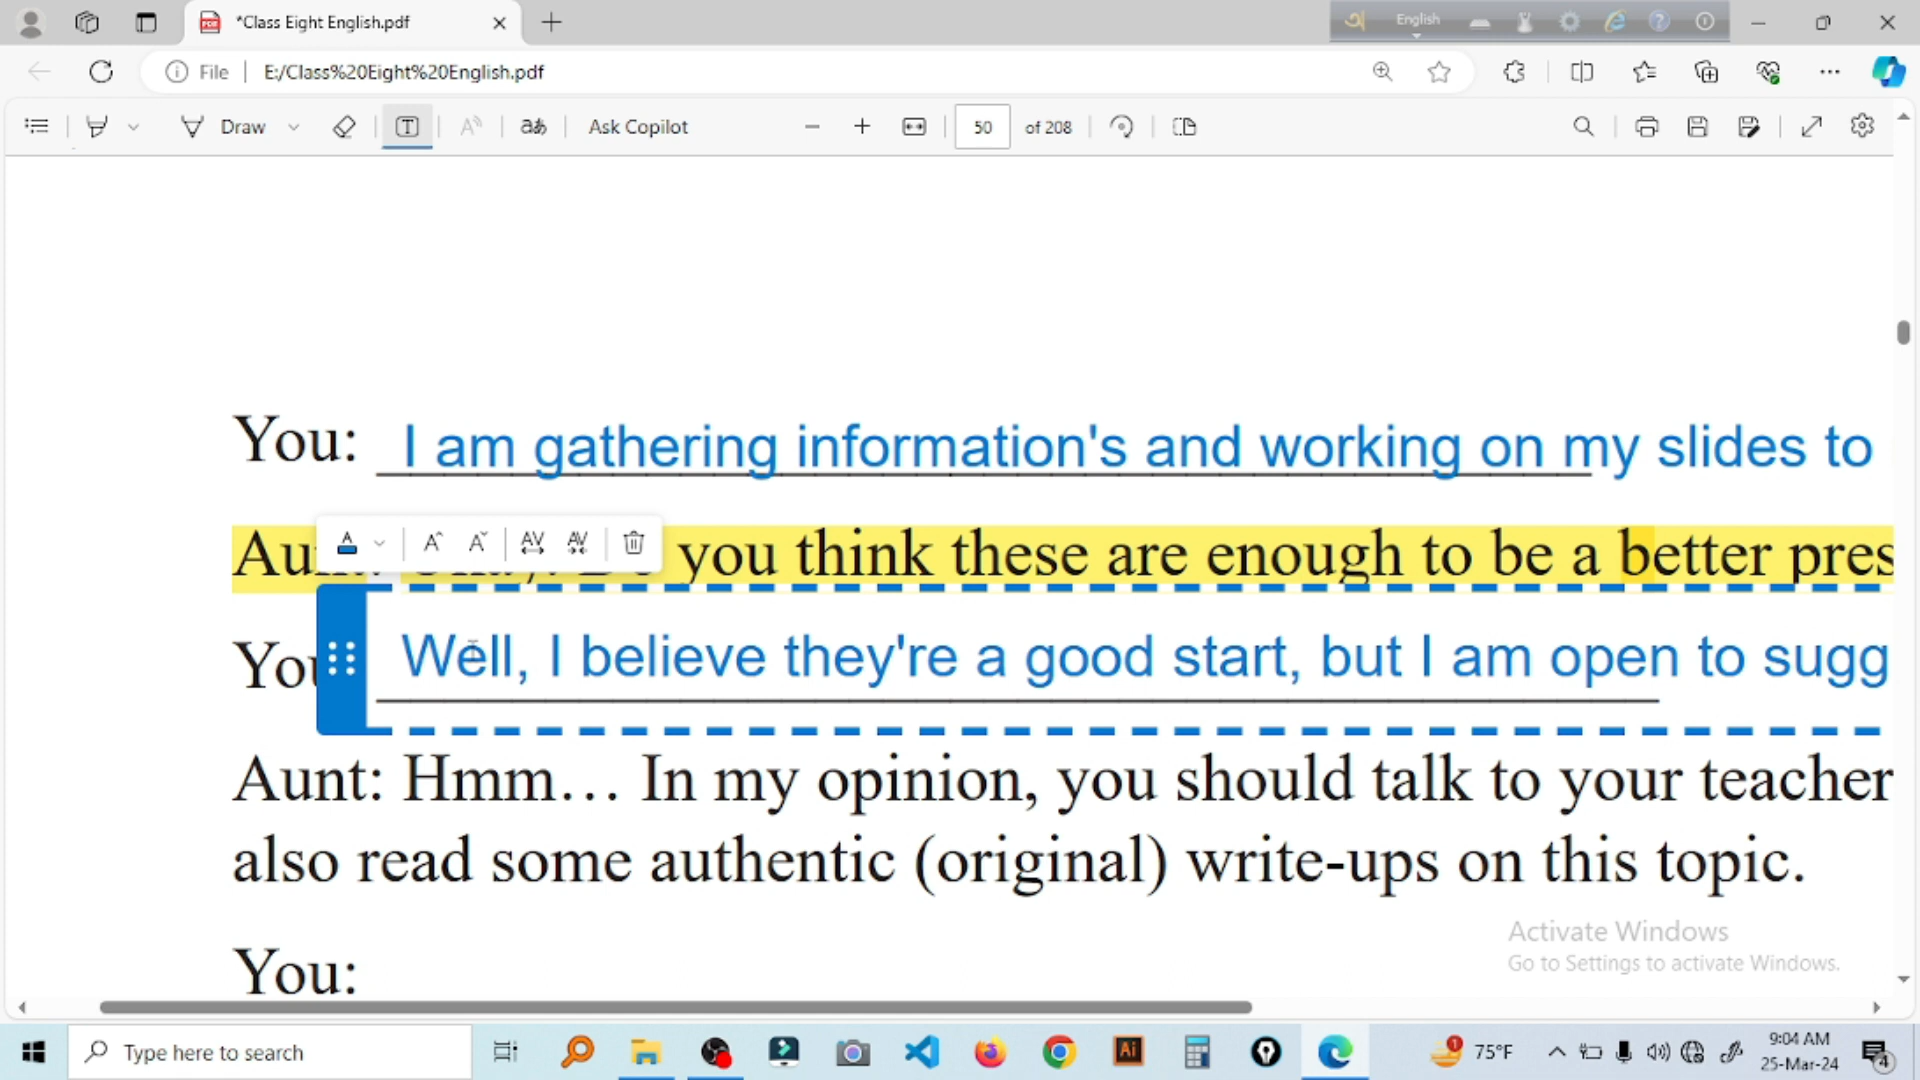 *Class Eight English.pdf
English
File
E:/Class%20Eight%20English.pdf
Draw
Ask Copilot
50 of 208
You: I am gathering information's and working on my slides to
you think these are enough to be a better pres
Well, I believe they're a good start, but I am open to sugg
Aunt: Hmm… In my opinion, you should talk to your teacher
also read some authentic (original) write-ups on this topic.
You:
Activate Windows
Go to Settings to activate Windows.
Type here to search
75°F
9:04 AM
25-Mar-24